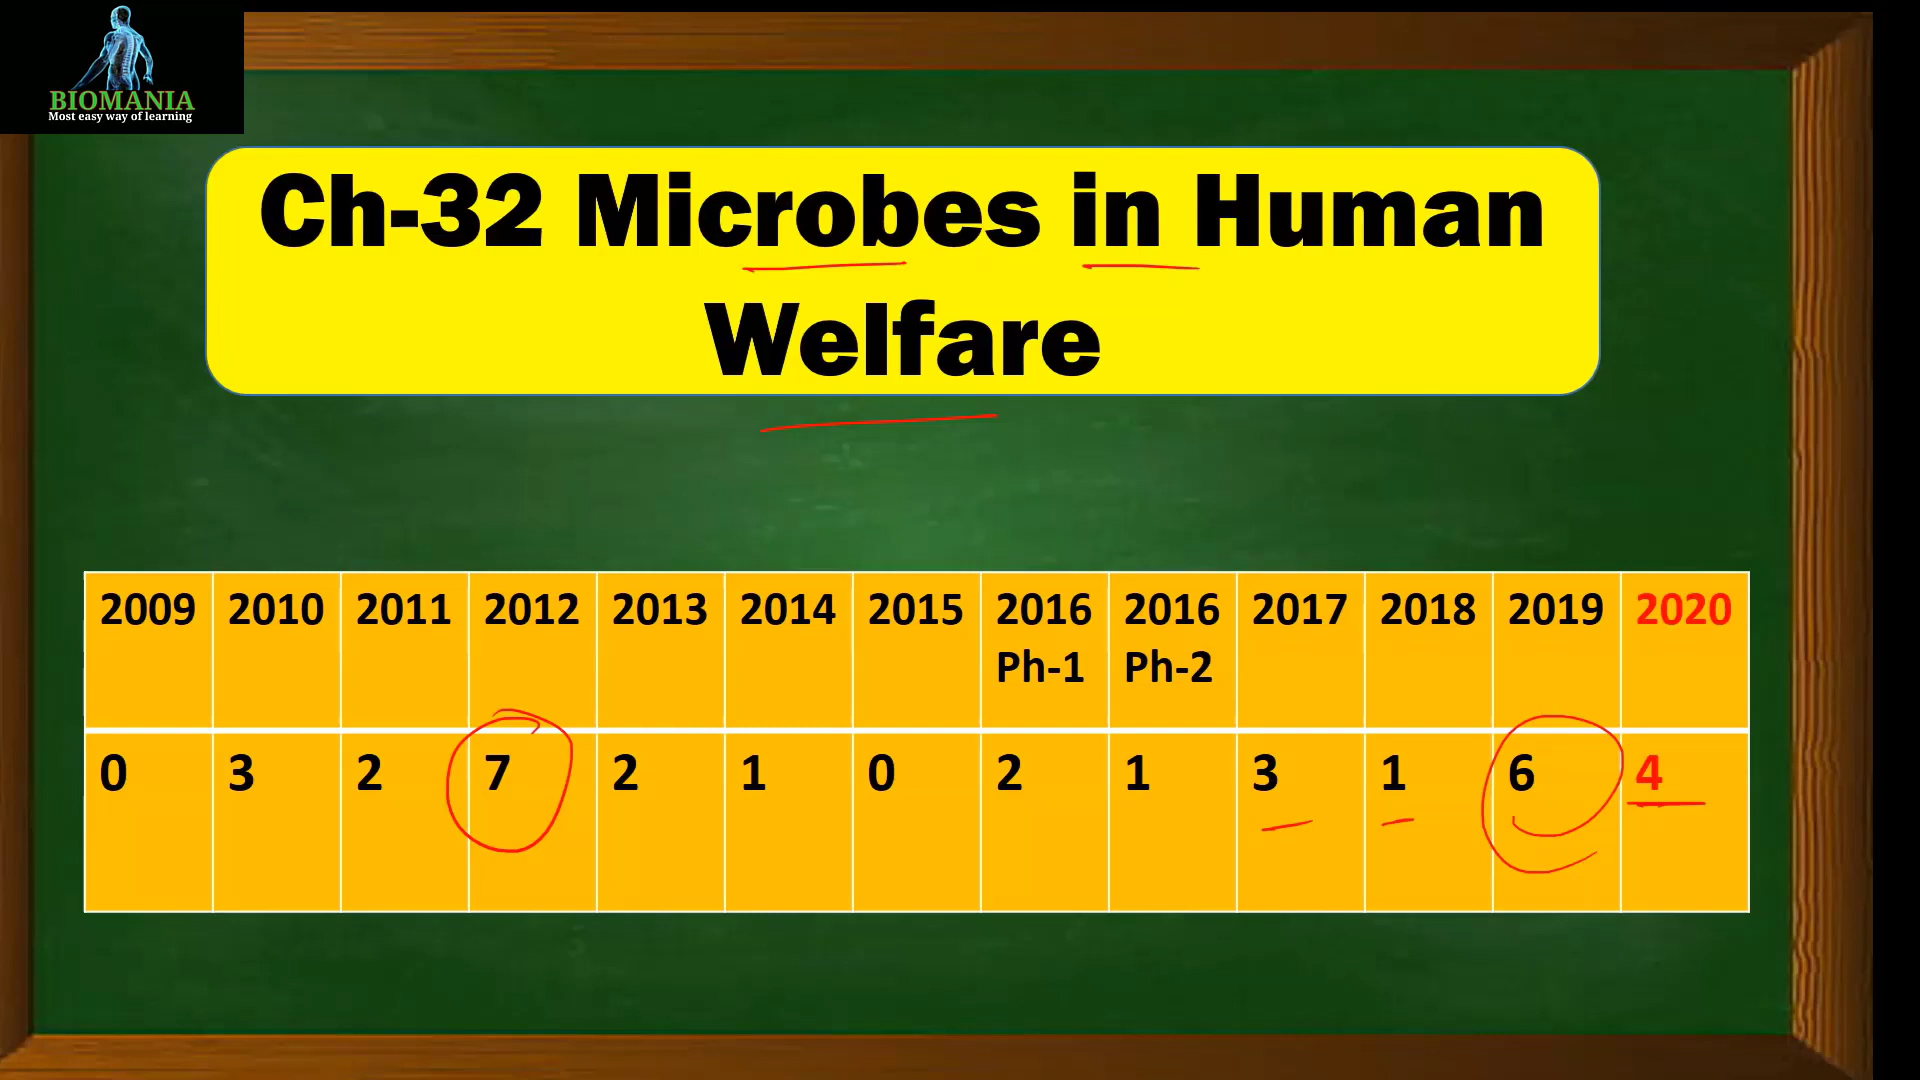 BIOMANIA
Most easy way of learning
Ch-32 Microbes in Human
Welfare
2009 2010 2011 2012 2013 2014 2015 2016 2016 2017 2018 2019 2020
Ph-1 Ph-2
0 3 2 7 2 1 0 2 1 3 1 6 4